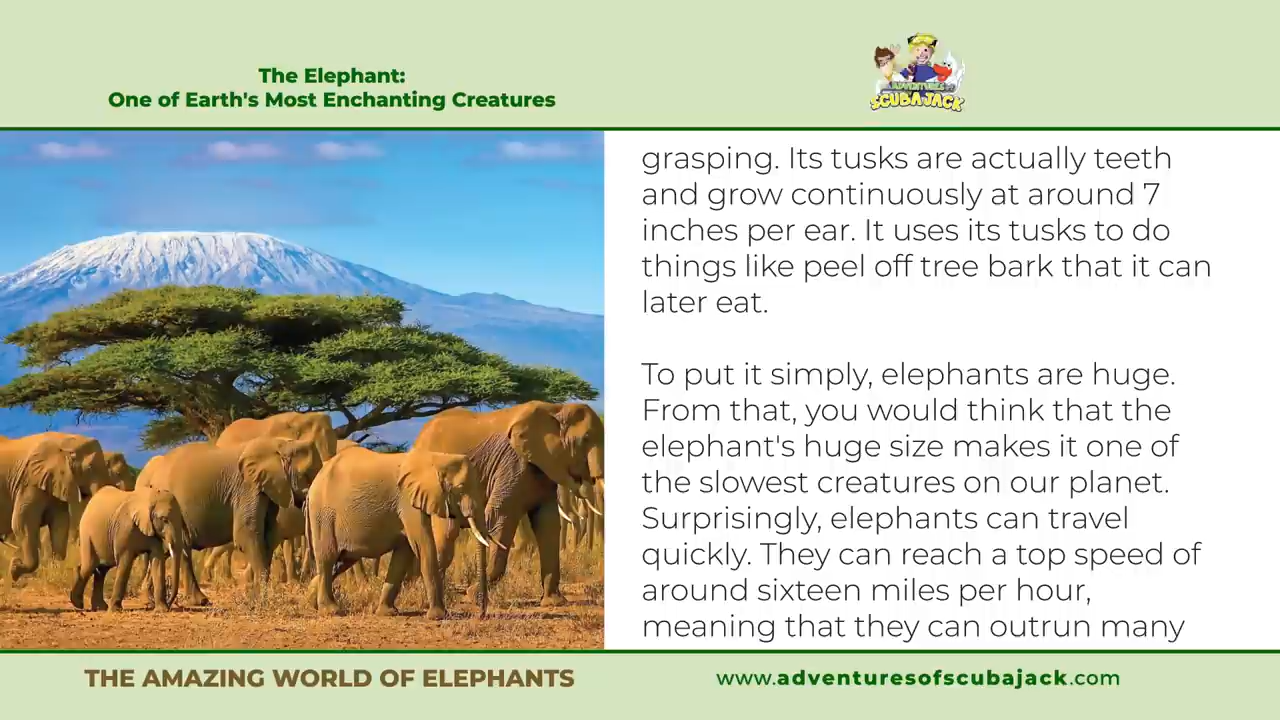 The Elephant:
One of Earth's Most Enchanting Creatures
ADVENTURES
SCUBAJACK
grasping. Its tusks are actually teeth
and grow continuously at around 7
inches per ear. It uses its tusks to do
things like peel off tree bark that it can
later eat.
To put it simply, elephants are huge.
From that, you would think that the
elephant's huge size makes it one of
the slowest creatures on our planet.
Surprisingly, elephants can travel
quickly. They can reach a top speed of
around sixteen miles per hour,
meaning that they can outrun many
THE AMAZING WORLD OF ELEPHANTS
www.adventuresofscubajack.com